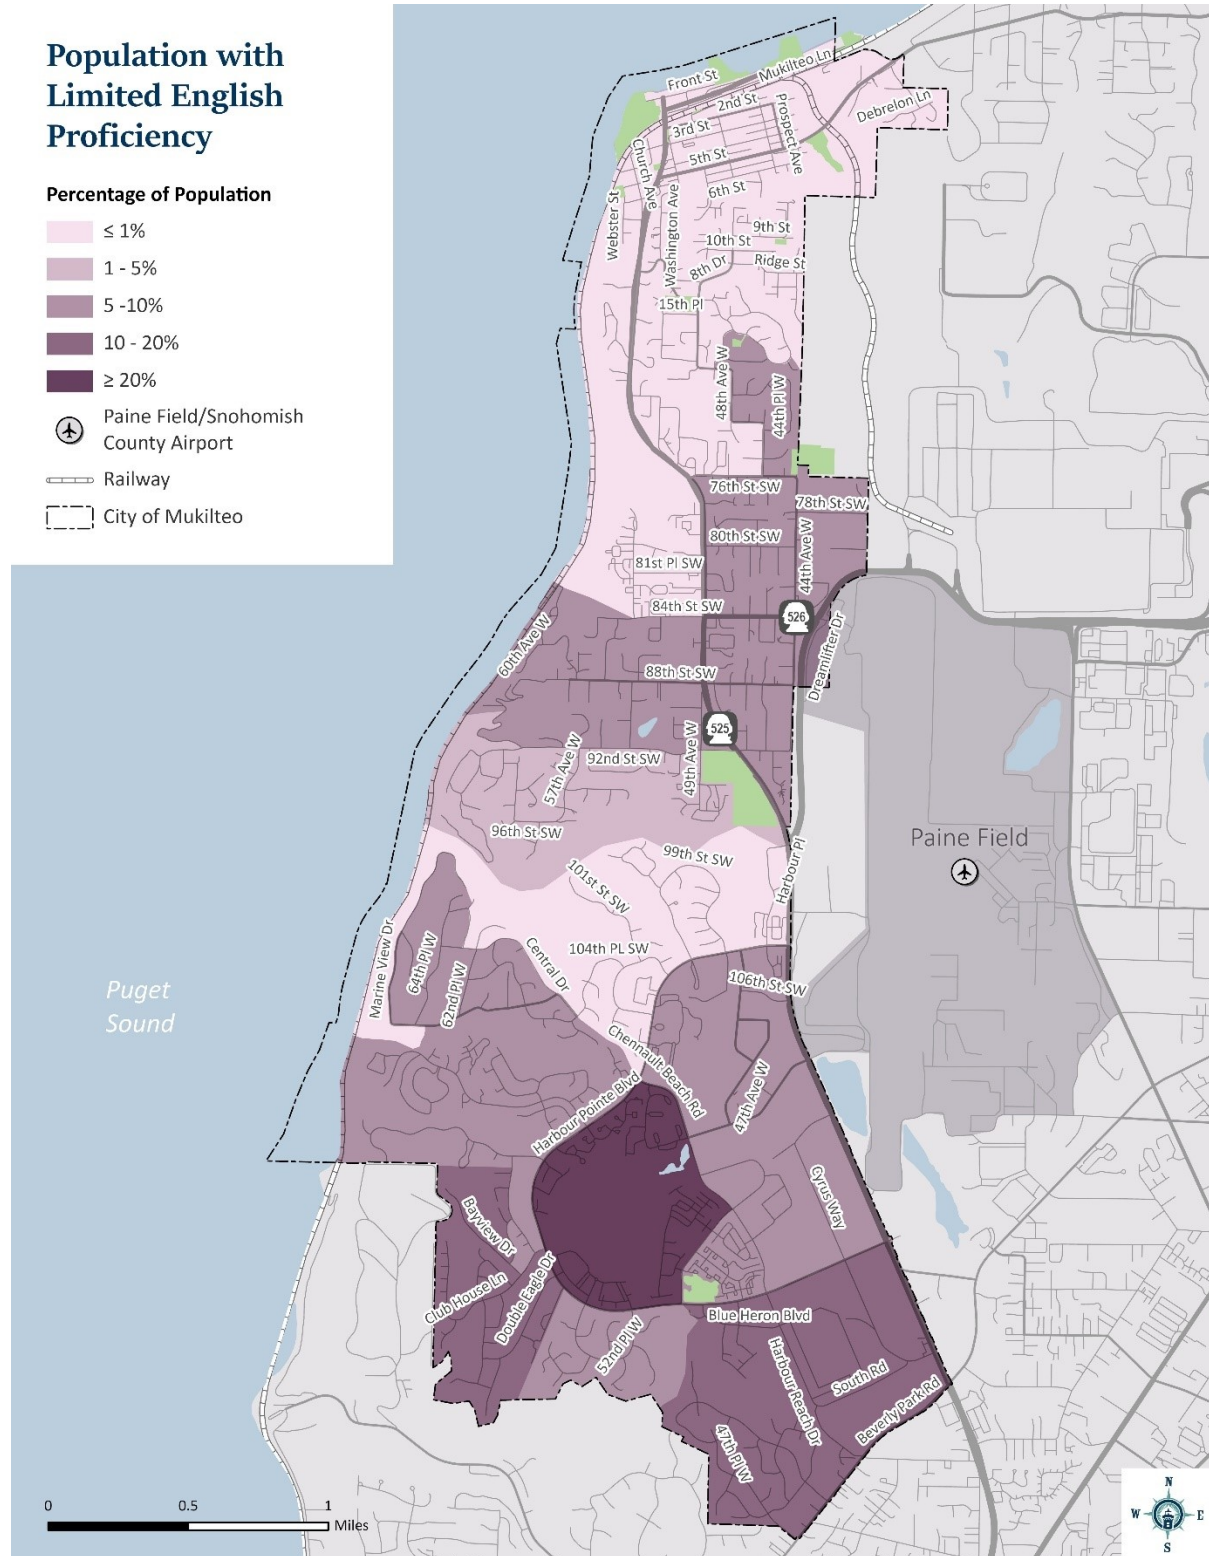 Population with
Limited English
Proficiency
Percentage of Population
≤ 1%
1 - 5%
5 -10%
10 - 20%
≥ 20%
Paine Field/Snohomish
County Airport
Railway
City of Mukilteo
Front St
Mukilteo Ln
2nd St
3rd St
Prospect Ave
Debrelon Ln
Church Ave
5th St
6th St
Webster St
Washington Ave
9th St
10th St
8th Dr
Ridge St
15th Pl
48th Ave W
44th Pl W
76th St SW
78th St SW
80th St SW
44th Ave W
81st Pl SW
84th St SW
526
60th Ave W
88th St SW
Dreamlifter Dr
525
57th Ave W
92nd St SW
49th Ave W
96th St SW
99th St SW
Harbour Pl
Paine Field
101st St SW
104th PL SW
Marine View Dr
64th Pl W
62nd Pl W
Central Dr
106th St SW
Puget
Sound
Chennault Beach Rd
Harbour Pointe Blvd
47th Ave W
Cyrus Way
Bayview Dr
Club House Ln
Double Eagle Dr
52nd Pl W
Blue Heron Blvd
Harbour Reach Dr
South Rd
Beverly Park Rd
47th Pl W
0
0.5
1
Miles
N
W
E
S